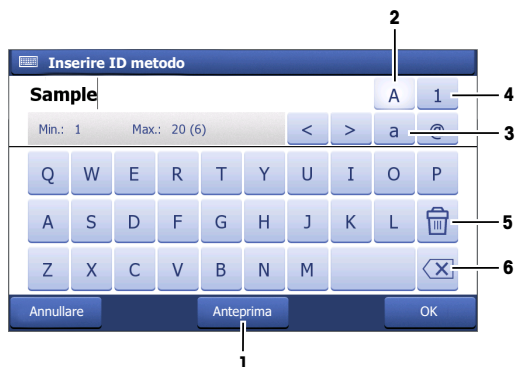 2
Inserire ID metodo
Sample A 1 4
Min.: 1 Max.: 20 (6) < > a @ 3
Q W E R T Y U I O P
A S D F G H J K L 5
Z X C V B N M 6
Annullare Anteprima OK
1